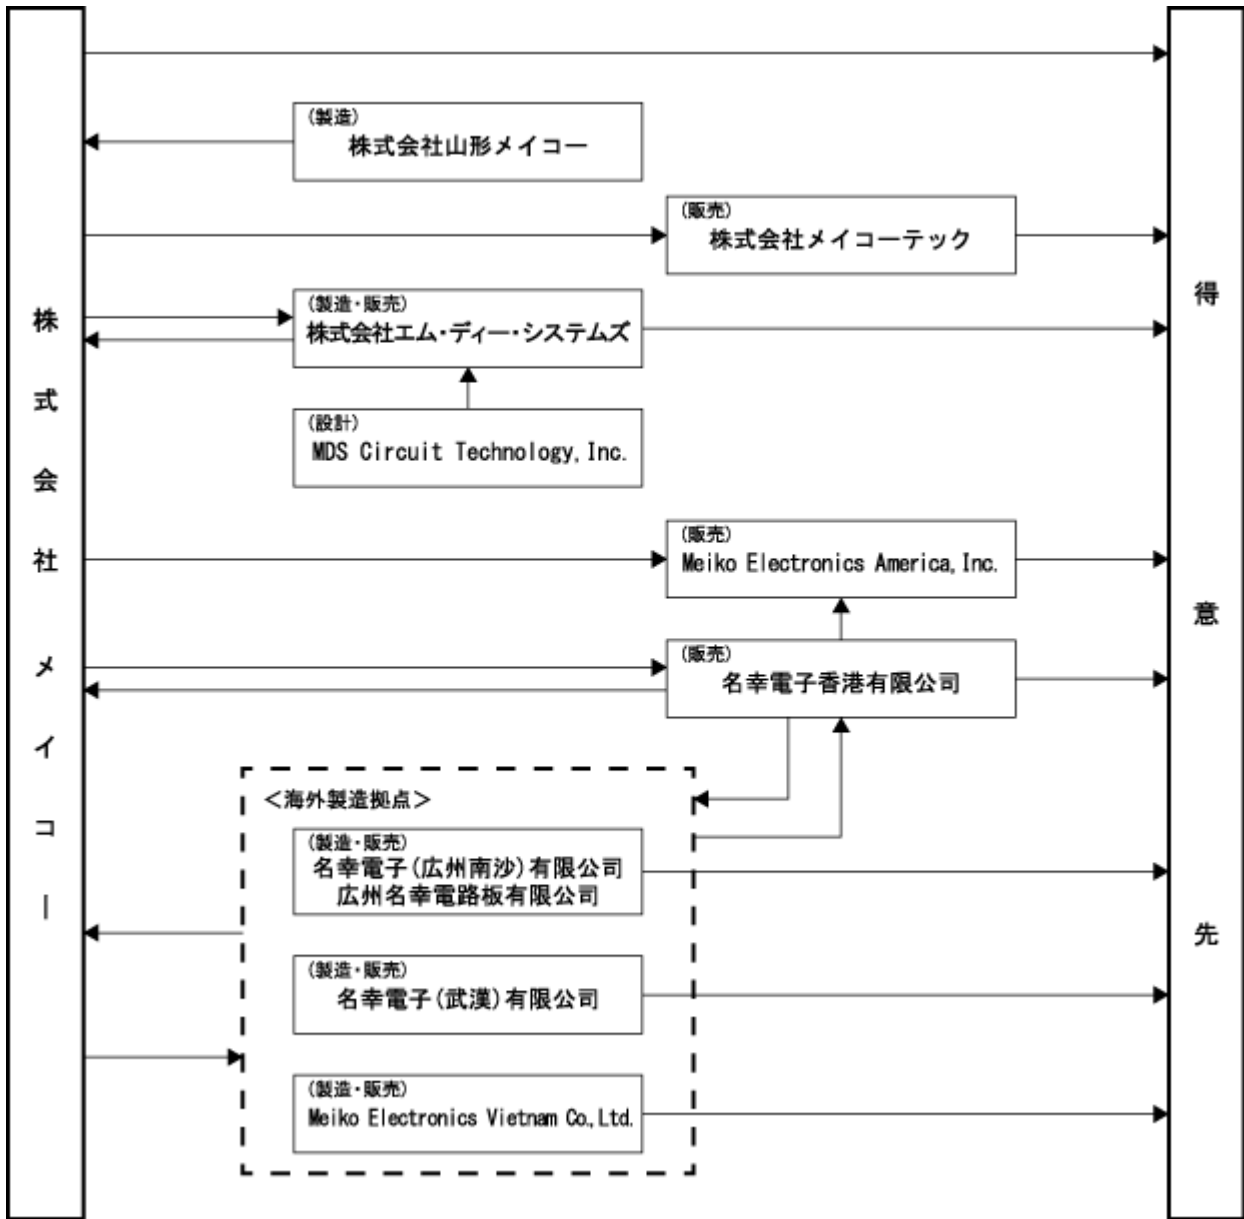 株式会社メイコー
(製造)
株式会社山形メイコー
(販売)
株式会社メイコーテック
(製造・販売)
株式会社エム・ディー・システムズ
(設計)
MDS Circuit Technology, Inc.
(販売)
Meiko Electronics America, Inc.
(販売)
名幸電子香港有限公司
＜海外製造拠点＞
(製造・販売)
名幸電子(広州南沙)有限公司
広州名幸電路板有限公司
(製造・販売)
名幸電子(武漢)有限公司
(製造・販売)
Meiko Electronics Vietnam Co., Ltd.
得意先